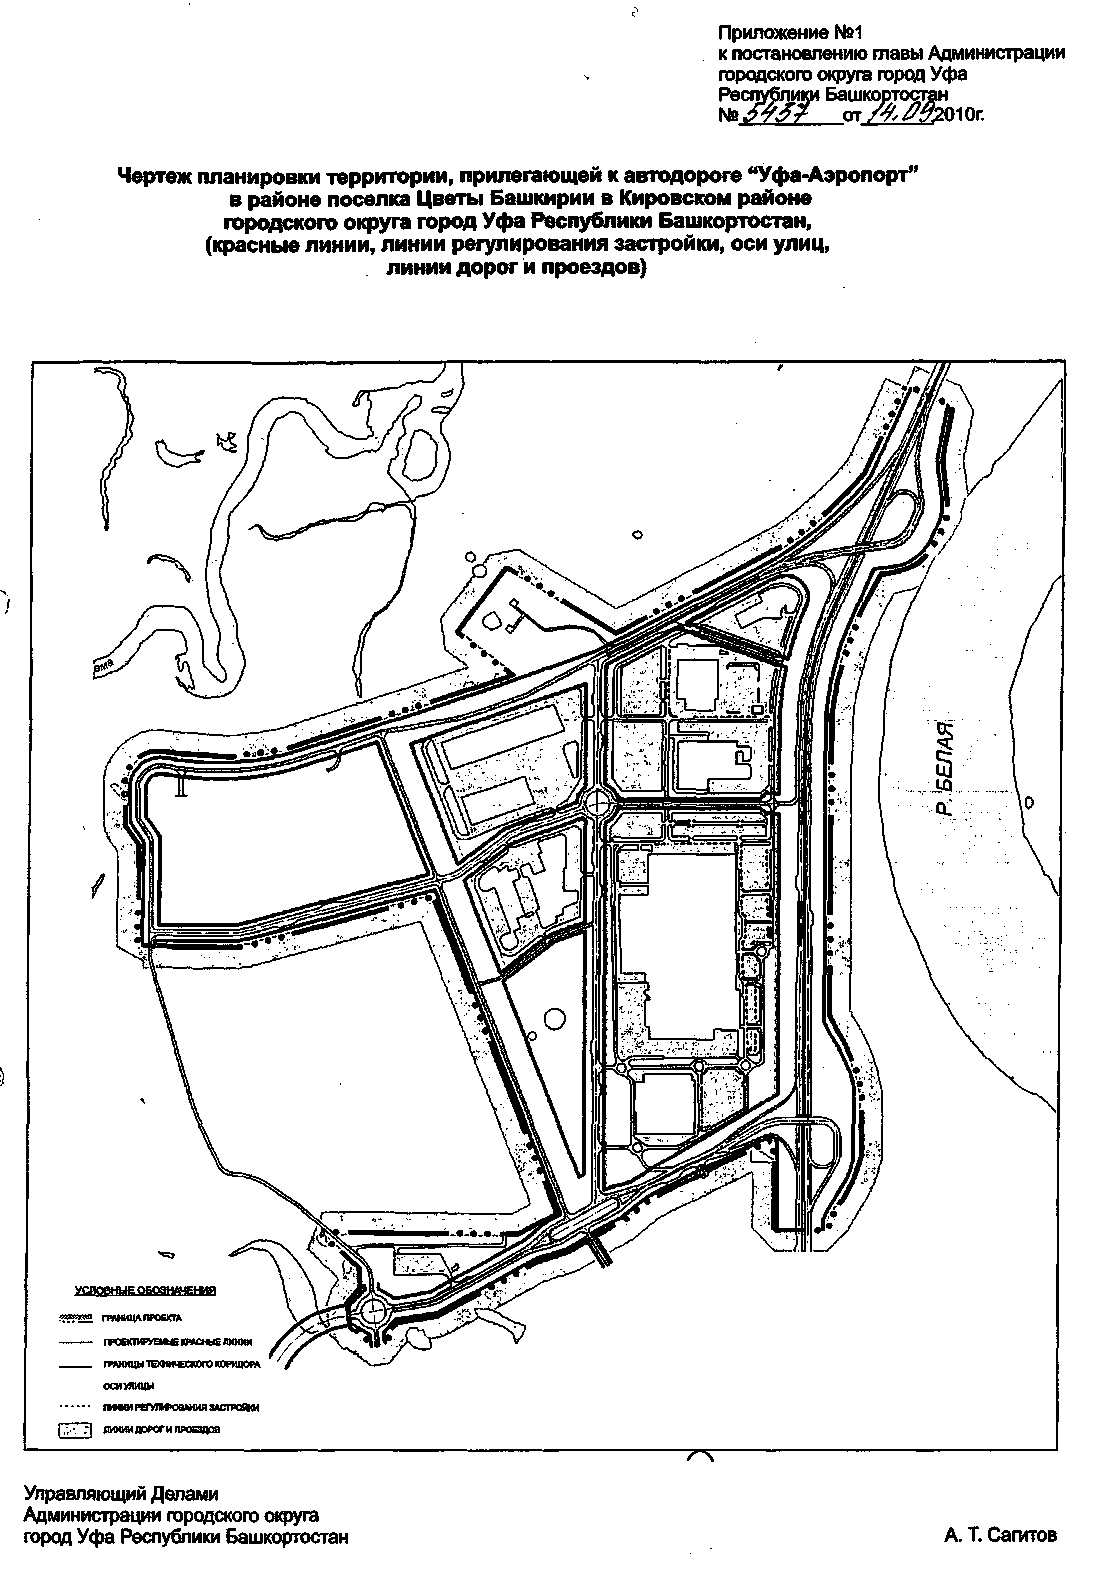 Приложение №1
к постановлению главы Администрации
городского округа город Уфа
Республики Башкортостан
№ 5437 от 14.09 2010г.
Чертеж планировки территории, прилегающей к автодороге “Уфа-Аэропорт”
в районе поселка Цветы Башкирии в Кировском районе
городского округа город Уфа Республики Башкортостан,
(красные линии, линии регулирования застройки, оси улиц,
линии дорог и проездов)
Р. БЕЛАЯ
УСЛОВНЫЕ ОБОЗНАЧЕНИЯ
ГРАНИЦА ПРОЕКТА
ПРОЕКТИРУЕМЫЕ КРАСНЫЕ ЛИНИИ
ГРАНИЦЫ ТЕХНИЧЕСКОГО КОРИДОРА
ОСИ УЛИЦЫ
ЛИНИИ РЕГУЛИРОВАНИЯ ЗАСТРОЙКИ
ЛИНИИ ДОРОГ И ПРОЕЗДОВ
Управляющий Делами
Администрации городского округа
город Уфа Республики Башкортостан
А. Т. Сагитов